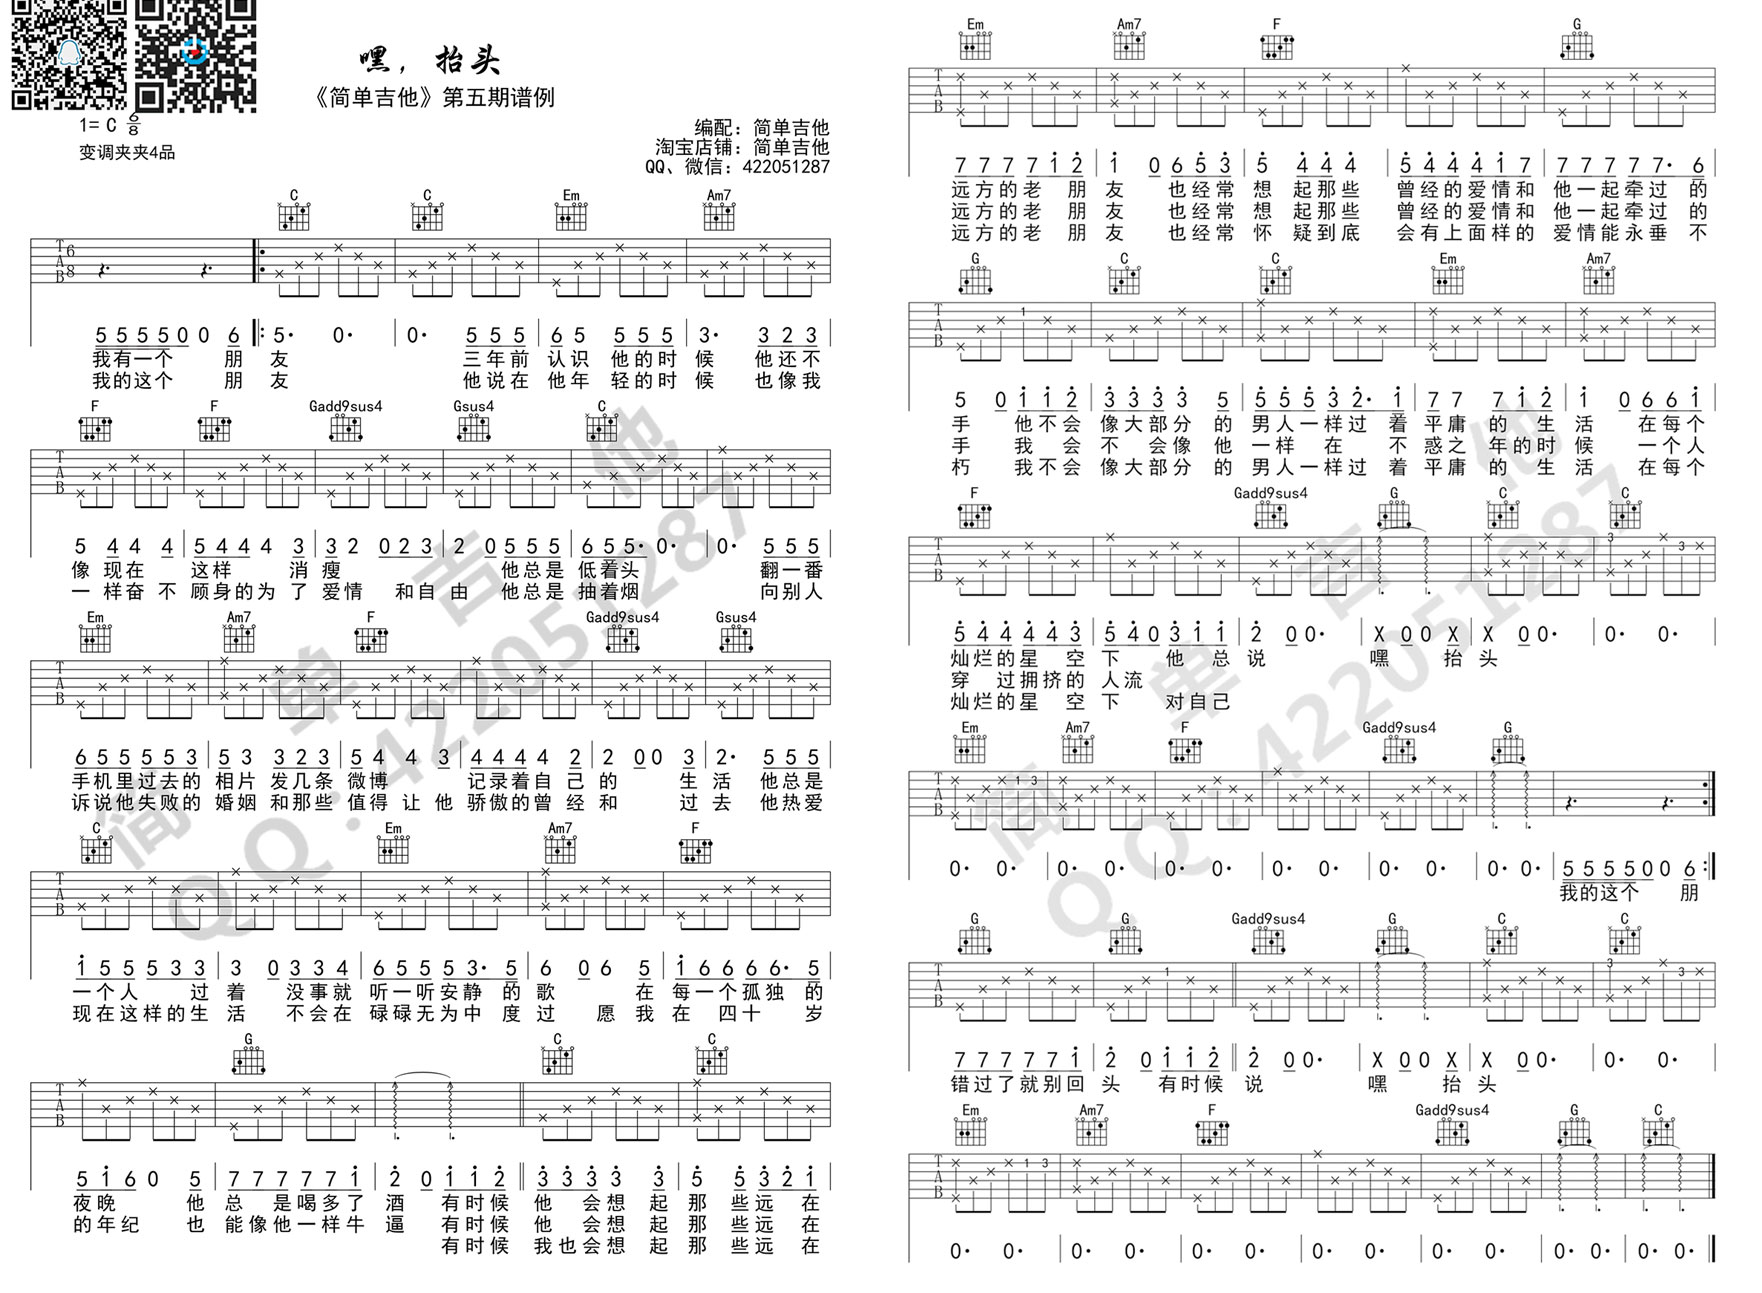 嘿，抬头
《简单吉他》第五期谱例
1= C 6/8
变调夹夹4品
编配：简单吉他
淘宝店铺：简单吉他
QQ、微信：422051287
C C Em Am7
T A B 6 8
5 5 5 5 0 0 6 5· 0· 0· 5 5 5 6 5 5 5 5 3· 3 2 3
我有一个 朋 友 三年前 认识 他的时 候 他还不
我的这个 朋 友 他说在 他年 轻的时 候 也像我
F F Gadd9sus4 Gsus4 C
T A B
5 4 4 4 4 5 4 4 4 3 3 2 0 2 3 2 0 5 5 5 6 5 5· 0· 0· 5 5 5
像 现在 这样 消 瘦 他总是 低着头 翻一番
一 样奋 不 顾身的为 了 爱情 和自由 他总是 抽着烟 向别人
Em Am7 F Gadd9sus4 Gsus4
T A B
6 5 5 5 5 3 5 3 3 2 3 5 4 4 3 4 4 4 4 2 2 0 0 3 2· 5 5 5
手机里过去的 相片 发几条 微博 记录着自己的 生 活 他总是
诉说他失败的 婚姻 和那些 值得 让 他 骄傲的曾经和 过 去 他热爱
C Em Am7 F
T A B
1 5 5 5 3 3 3 0 3 3 4 6 5 5 5 3· 5 6 0 6 5 1 6 6 6 6· 5
一个人 过 着 没事就 听一听安静 的 歌 在 每一个孤独 的
现在这样的生 活 不会在 碌碌无为中 度 过 愿 我 在 四十 岁
G C C
T A B
5 1 6 0 5 7 7 7 7 7 1 2 0 1 1 2 3 3 3 3 3 5 5 3 2 1
夜晚 他 总 是喝多了 酒 有时候 他 会想 起 那 些远 在
的年纪 也 能像他一样牛 逼 有时候 他 会想 起 那 些远 在
有时候 我也会想 起 那 些远 在
Em Am7 F G
T A B
7 7 7 7 1 2 1 0 6 5 3 5 4 4 4 5 4 4 4 1 7 7 7 7 7 7· 6
远方的老 朋 友 也经常 想 起那些 曾经的爱情和 他一起牵过 的
远方的老 朋 友 也经常 想 起那些 曾经的爱情和 他一起牵过 的
远方的老 朋 友 也经常 怀 疑到底 会有上面样的 爱情能永垂 不
G C C Em Am7
T A B 1
5 0 1 1 2 3 3 3 3 5 5 5 5 3 2· 1 7 7 7 1 2 1 0 6 6 1
手 他不会 像大部分 的 男人一样过 着 平庸 的 生 活 在每个
手 我 会 不 会像 他 一样 在 不 惑之 年的时 候 一个人
朽 我不会 像大部分 的 男人一样过 着 平庸 的 生 活 在每个
F Gadd9sus4 G C C
T A B 3 3
5 4 4 4 4 3 5 4 0 3 1 1 2 0 0· X 0 0 X X 0 0· 0· 0·
灿烂的星 空 下 他 总 说 嘿 抬 头
穿 过拥挤的 人流
灿烂的星 空 下 对自己
Em Am7 F Gadd9sus4 G
T A B 1 3
0· 0· 0· 0· 0· 0· 0· 0· 0· 0· 0· 0· 5 5 5 5 0 0 6
我的这个 朋
G G Gadd9sus4 G C C
T A B 1 3 3
7 7 7 7 7 1 2 0 1 1 2 2 0 0· X 0 0 X X 0 0· 0· 0·
错过了就别回 头 有时候 说 嘿 抬 头
Em Am7 F Gadd9sus4 G C
T A B 1 3
0· 0· 0· 0· 0· 0· 0· 0· 0· 0· 0· 0· 0· 0·
简单吉他
QQ：422051287
简单吉他
QQ：422051287